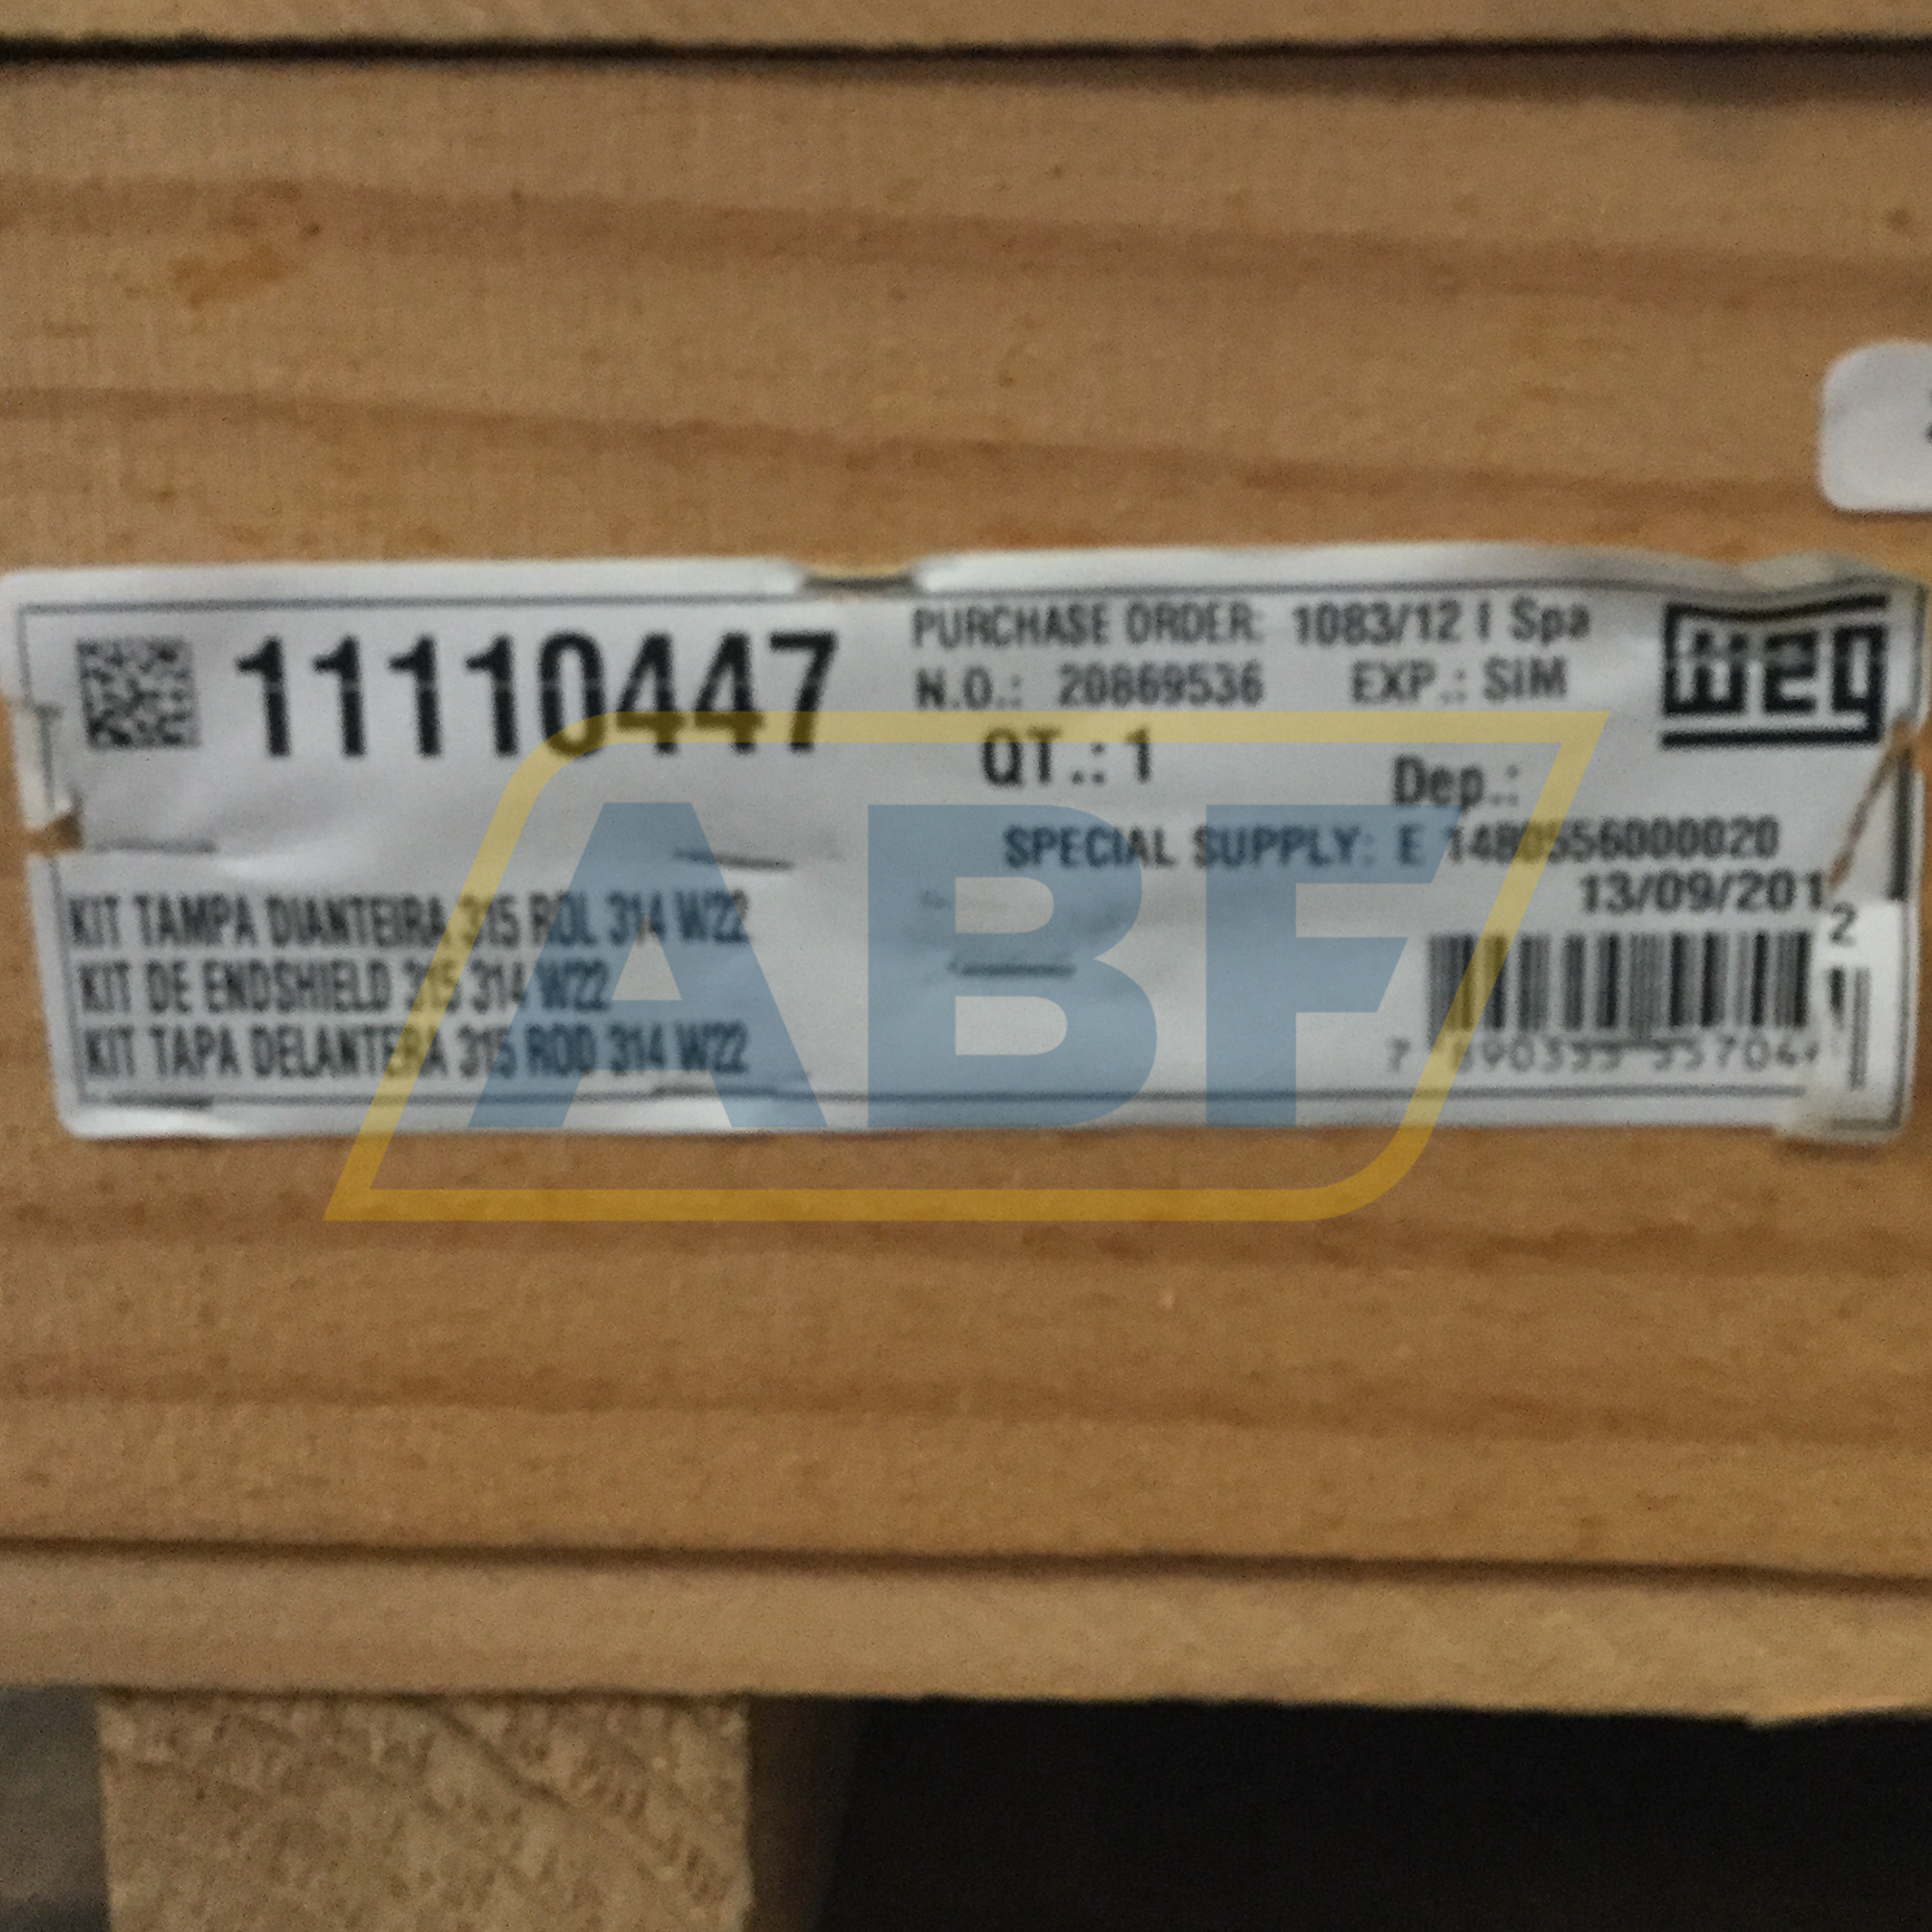 11110447
PURCHASE ORDER: 1083/12 I Spa
N.O.: 20869536 EXP.: SIM
weg
QT.: 1
Dep.:
SPECIAL SUPPLY: E 1480556000020
13/09/2012
KIT TAMPA DIANTEIRA 315 ROL 314 W22
KIT DE ENDSHIELD 315 314 W22
KIT TAPA DELANTERA 315 ROD 314 W22
ABF